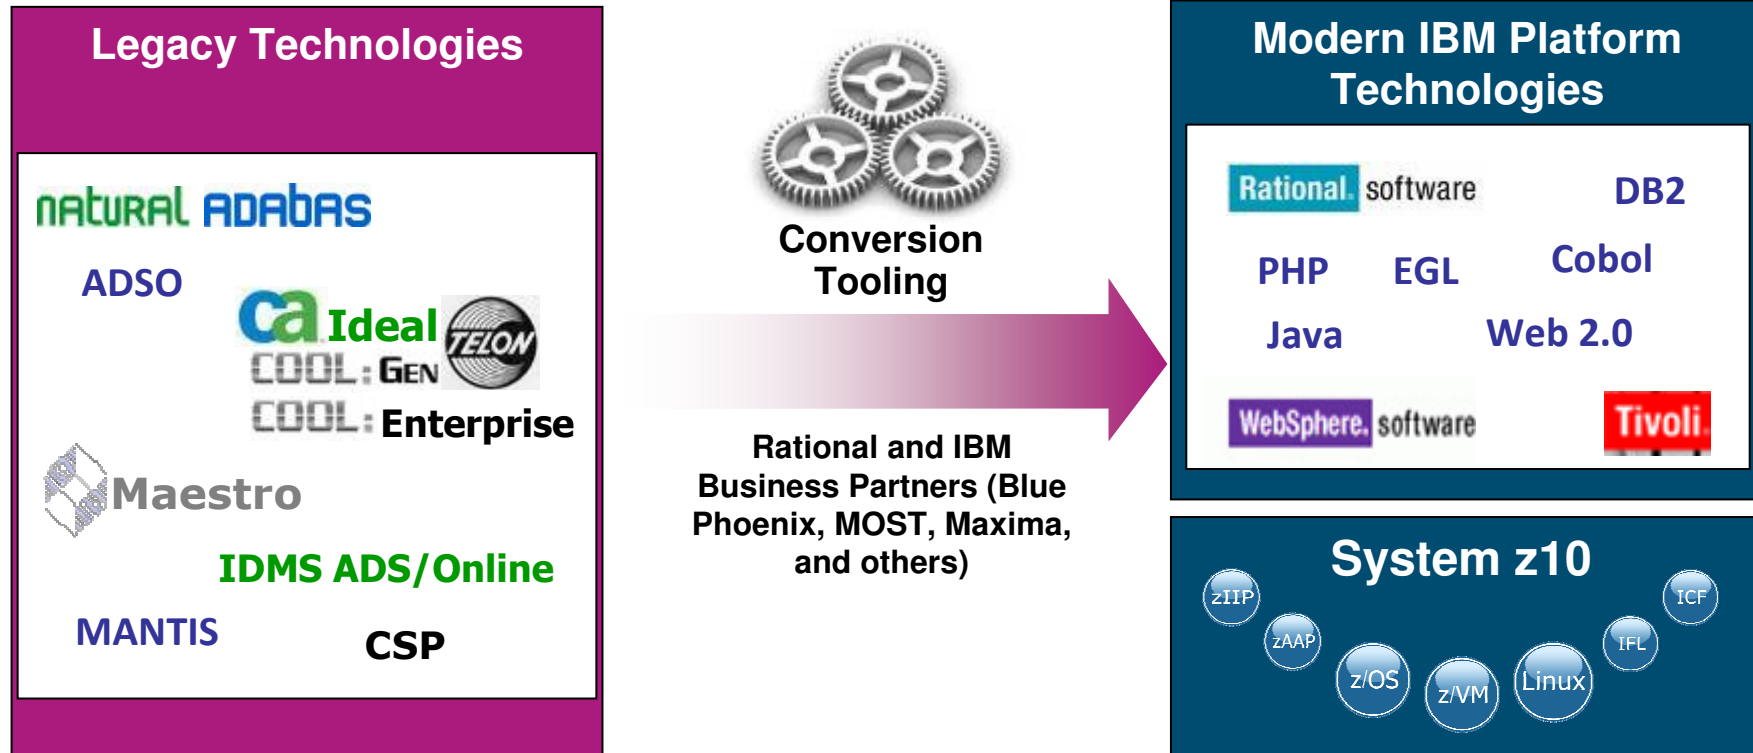 Legacy Technologies
natural ADABAS
ADSO
ca Ideal TELON
COOL: GEN
COOL: Enterprise
Maestro
IDMS ADS/Online
MANTIS
CSP
Conversion
Tooling
Rational and IBM
Business Partners (Blue
Phoenix, MOST, Maxima,
and others)
Modern IBM Platform
Technologies
Rational. software
DB2
PHP EGL Cobol
Java Web 2.0
WebSphere. software
Tivoli.
System z10
zIIP
zAAP
z/OS
z/VM
Linux
IFL
ICF